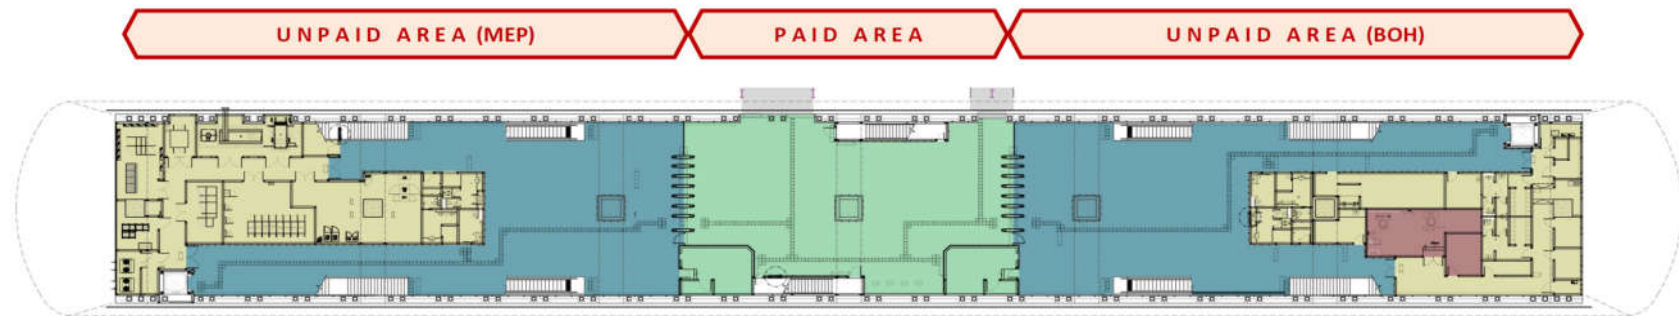 UNPAID AREA (MEP)
PAID AREA
UNPAID AREA (BOH)